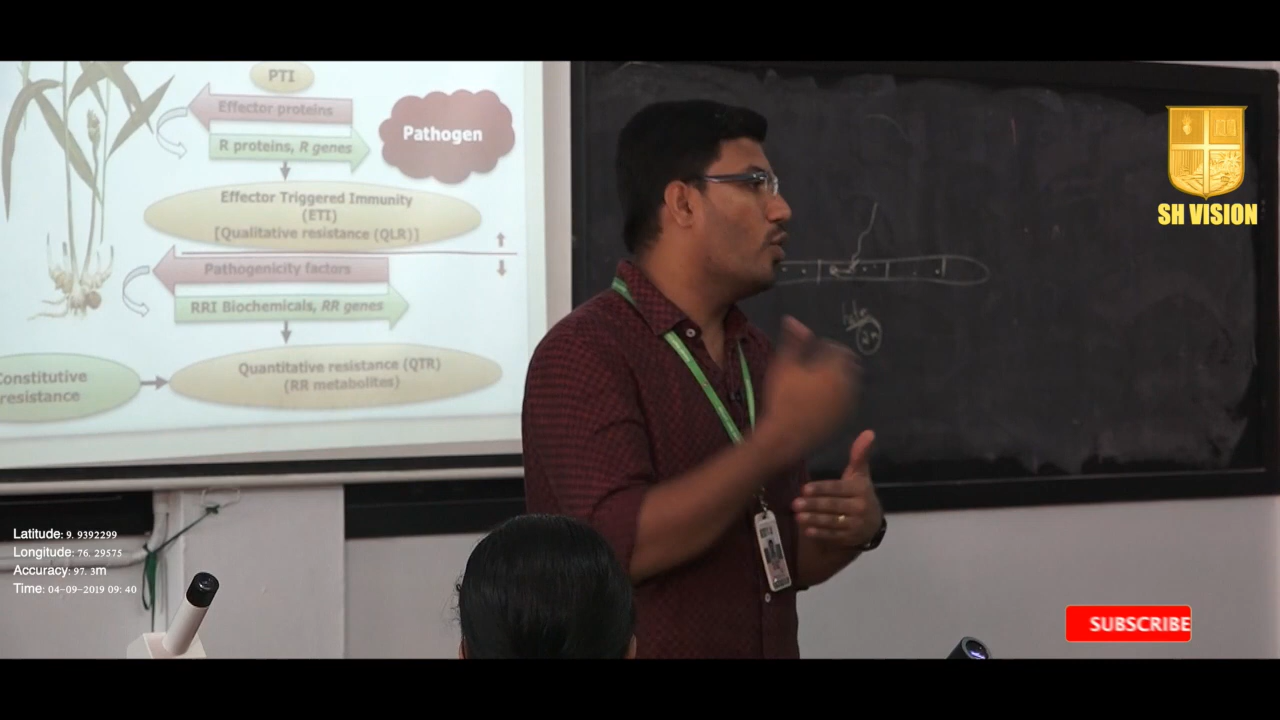 PTI
Effector proteins
R proteins, R genes
Pathogen
Effector Triggered Immunity
(ETI)
[Qualitative resistance (QLR)]
Pathogenicity factors
RRI Biochemicals, RR genes
Constitutive
resistance
Quantitative resistance (QTR)
(RR metabolites)
SH VISION
Latitude: 9. 9392299
Longitude: 76. 29575
Accuracy: 97. 3m
Time: 04-09-2019 09: 40
SUBSCRIBE